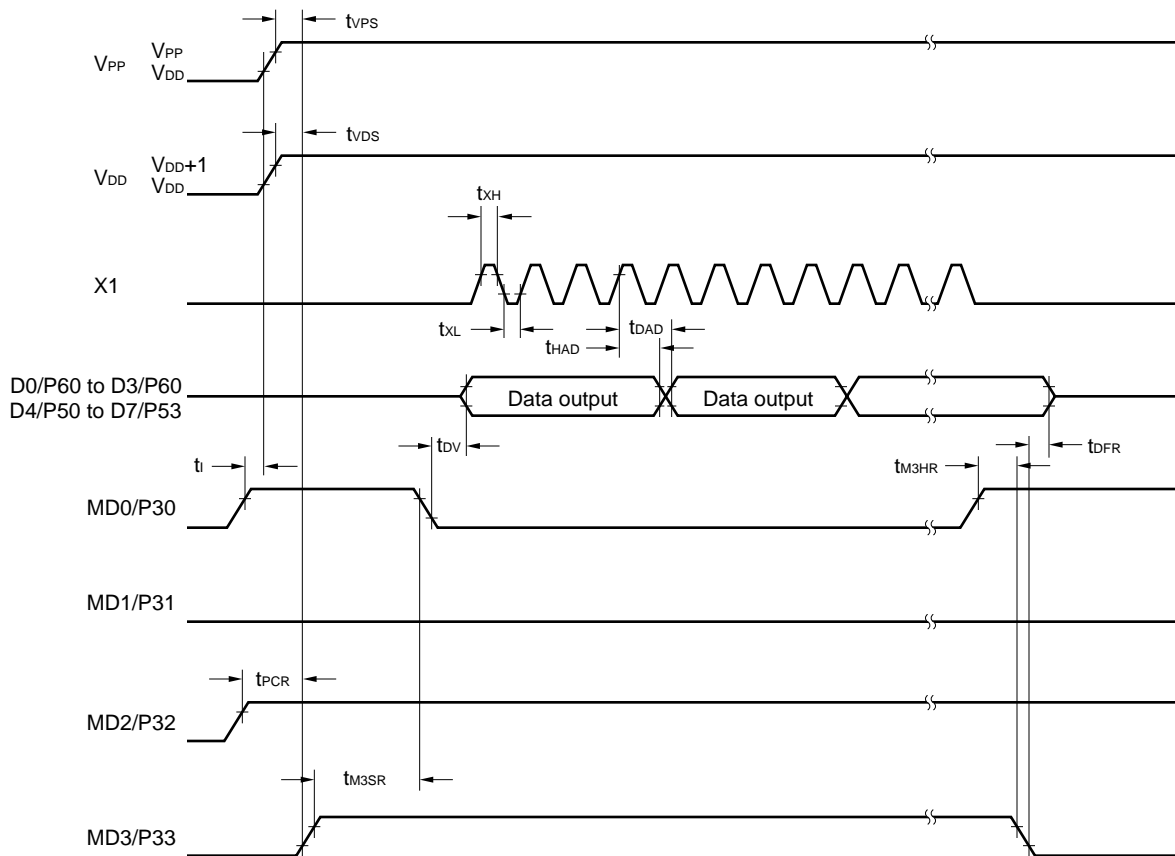 tVPS
VPP VPP
VDD
tVDS
VDD VDD+1
VDD
tXH
X1
tXL tDAD
tHAD
D0/P60 to D3/P60
D4/P50 to D7/P53
Data output Data output
tDV tDFR
tI tM3HR
MD0/P30
MD1/P31
tPCR
MD2/P32
tM3SR
MD3/P33